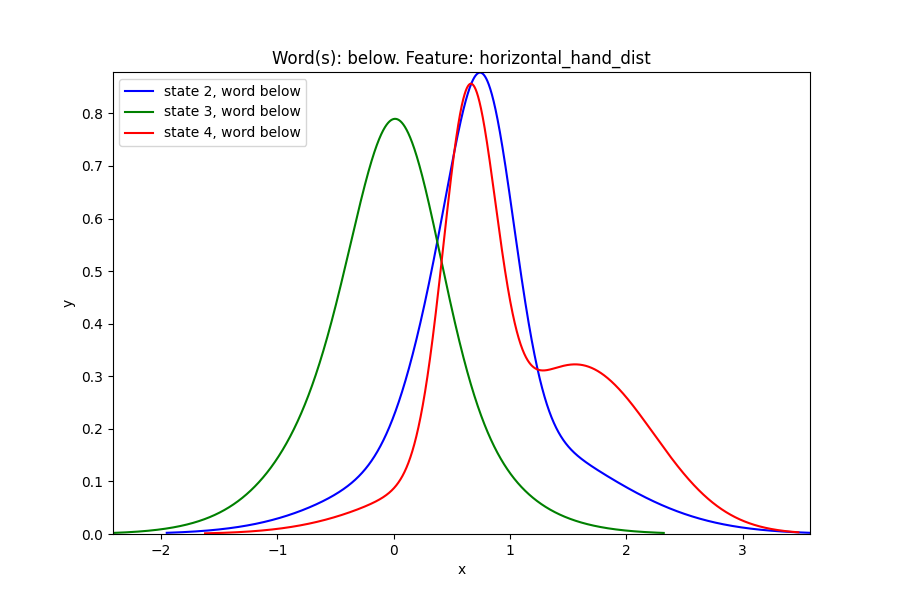 Word(s): below. Feature: horizontal_hand_dist
state 2, word below
state 3, word below
state 4, word below
y
0.8
0.7
0.6
0.5
0.4
0.3
0.2
0.1
0.0
−2
−1
0
1
2
3
x